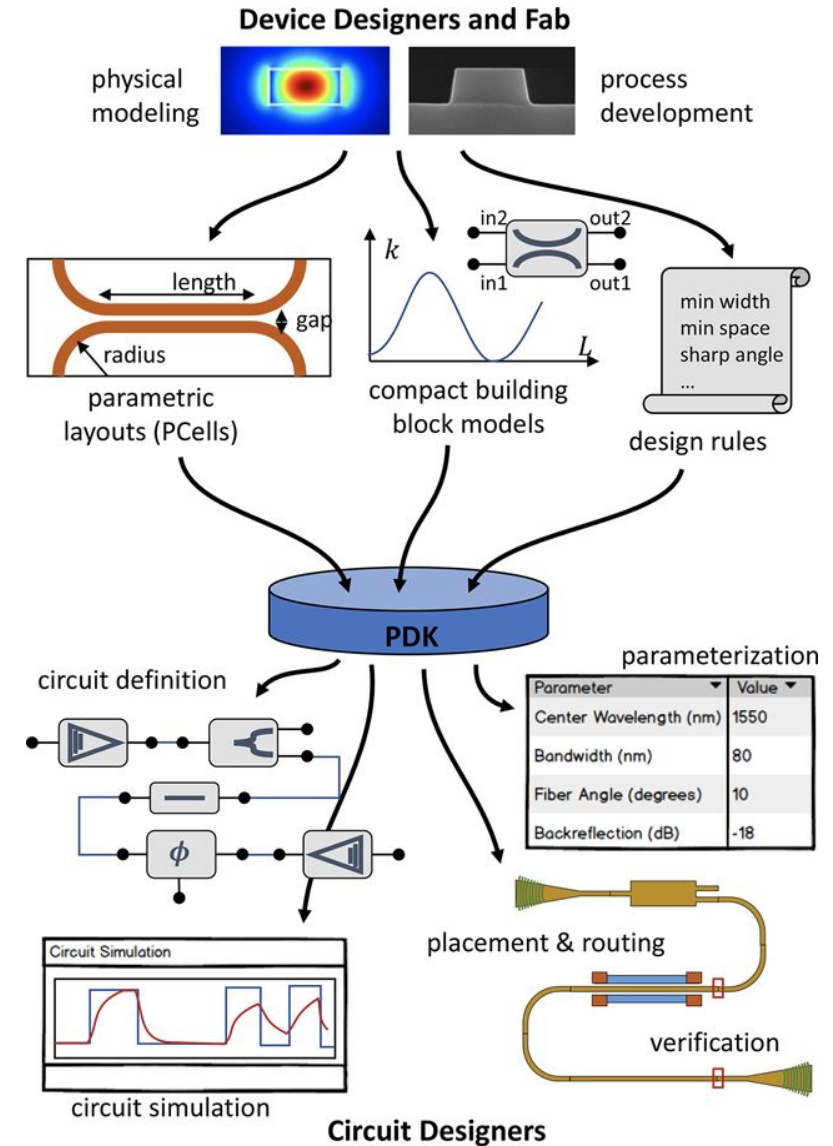 Device Designers and Fab
physical
modeling
process
development
length
gap
radius
parametric
layouts (PCells)
k
in2
out2
in1
out1
L
compact building
block models
min width
min space
sharp angle
...
design rules
PDK
circuit definition
ϕ
parameterization
Parameter Value
Center Wavelength (nm) 1550
Bandwidth (nm) 80
Fiber Angle (degrees) 10
Backreflection (dB) -18
placement & routing
verification
Circuit Simulation
circuit simulation
Circuit Designers